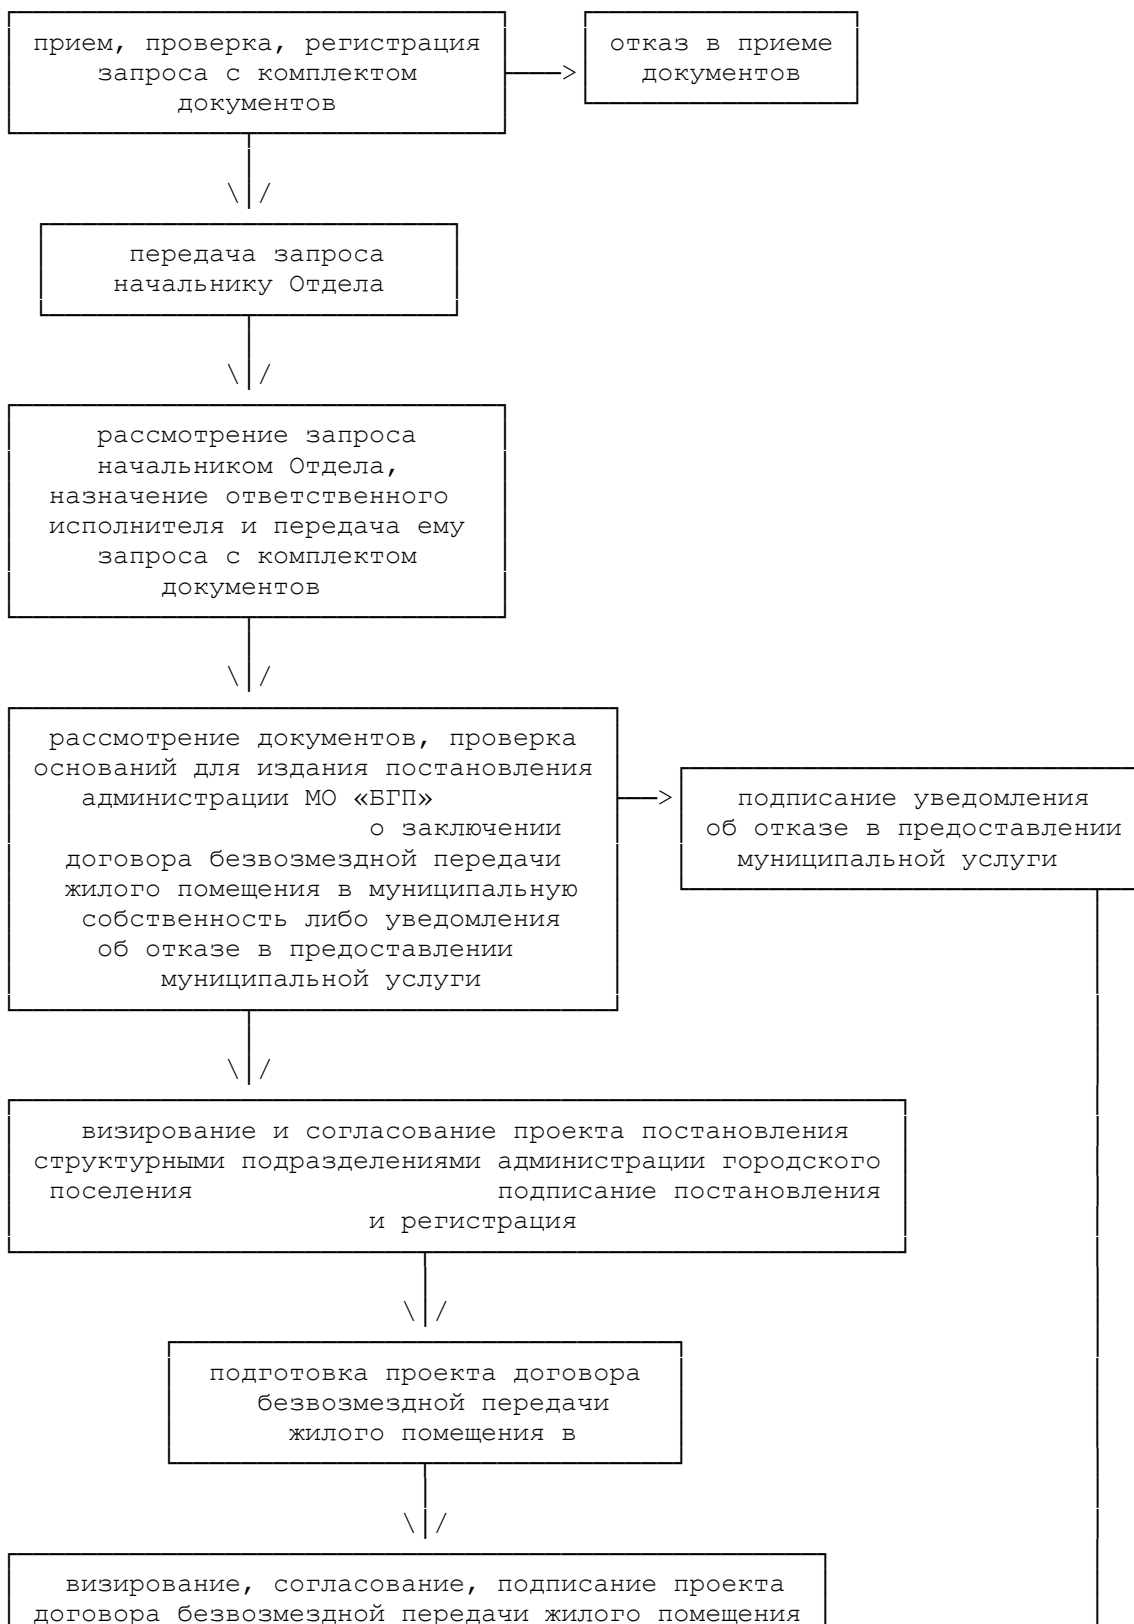 прием, проверка, регистрация
запроса с комплектом
документов
отказ в приеме
документов
передача запроса
начальнику Отдела
рассмотрение запроса
начальником Отдела,
назначение ответственного
исполнителя и передача ему
запроса с комплектом
документов
рассмотрение документов, проверка
оснований для издания постановления
администрации МО «БГП»
о заключении
договора безвозмездной передачи
жилого помещения в муниципальную
собственность либо уведомления
об отказе в предоставлении
муниципальной услуги
подписание уведомления
об отказе в предоставлении
муниципальной услуги
визирование и согласование проекта постановления
структурными подразделениями администрации городского
поселения подписание постановления
и регистрация
подготовка проекта договора
безвозмездной передачи
жилого помещения в
визирование, согласование, подписание проекта
договора безвозмездной передачи жилого помещения